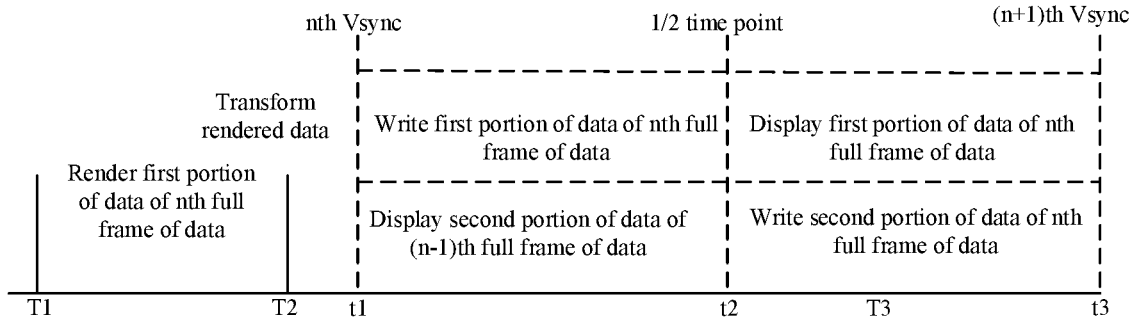 nth Vsync
1/2 time point
(n+1)th Vsync
Transform
rendered data
Write first portion of data of nth full
frame of data
Display first portion of data of nth
full frame of data
Render first portion
of data of nth full
frame of data
Display second portion of data of
(n-1)th full frame of data
Write second portion of data of nth
full frame of data
T1
T2
t1
t2
T3
t3